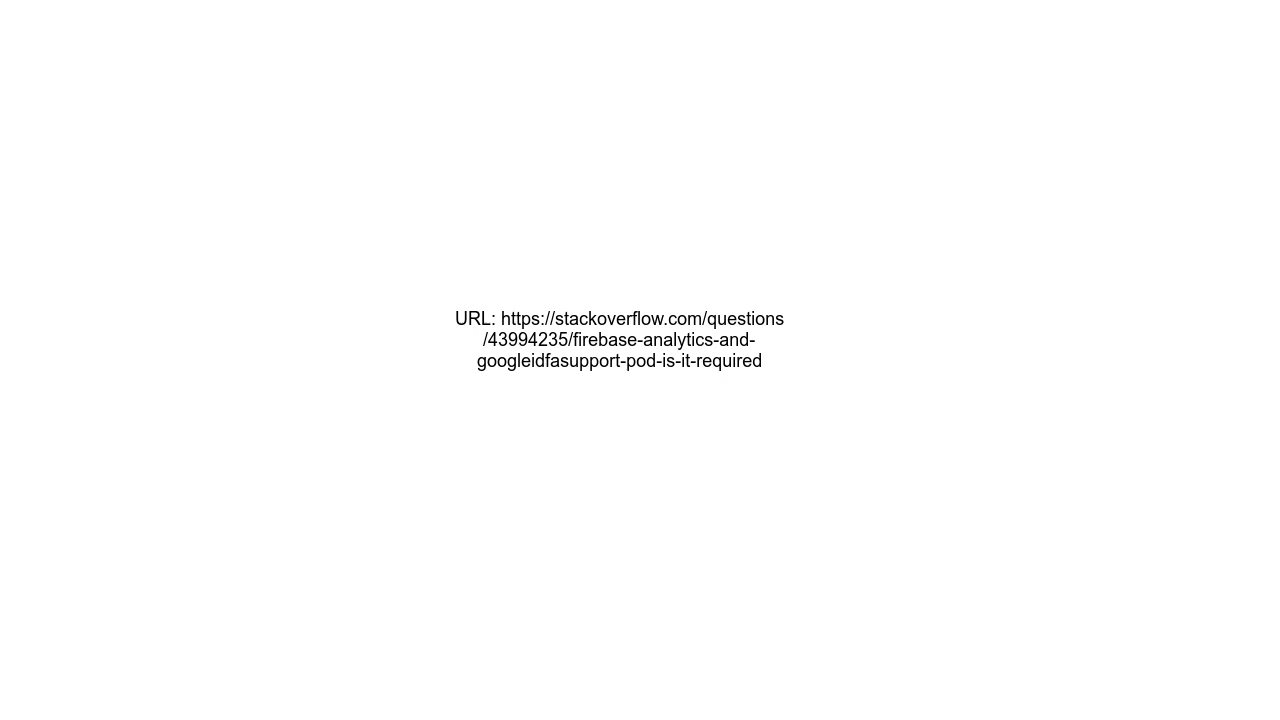 URL: https://stackoverflow.com/questions
/43994235/firebase-analytics-and-
googleidfasupport-pod-is-it-required